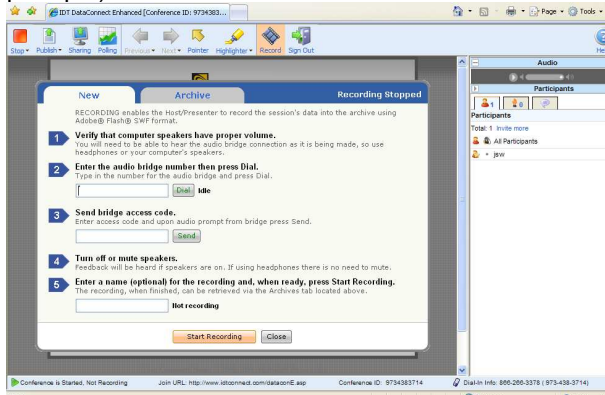 IDT DataConnect Enhanced [Conference ID: 9734383...
Page
Tools
Stop
Publish
Sharing
Polling
Previous
Next
Pointer
Highlighter
Record
Sign Out
New
Archive
Recording Stopped
RECORDING enables the Host/Presenter to record the session's data into the archive using
Adobe® Flash® SWF format.
1
Verify that computer speakers have proper volume.
You will need to be able to hear the audio bridge connection as it is being made, so use
headphones or your computer's speakers.
2
Enter the audio bridge number then press Dial.
Type in the number for the audio bridge and press Dial.
Dial
Idle
3
Send bridge access code.
Enter access code and upon audio prompt from bridge press Send.
Send
4
Turn off or mute speakers.
Feedback will be heard if speakers are on. If using headphones there is no need to mute.
5
Enter a name (optional) for the recording and, when ready, press Start Recording.
The recording, when finished, can be retrieved via the Archives tab located above.
Not recording
Start Recording
Close
Audio
Participants
1
0
Participants
Total: 1 Invite more
All Participants
jsw
Conference is Started, Not Recording
Join URL: http://www.idtconnect.com/dataconE.asp
Conference ID: 9734383714
Dial-In Info: 866-266-3378 ( 973-438-3714)